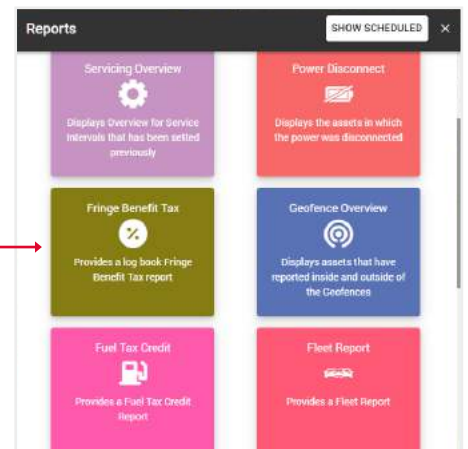 Reports
SHOW SCHEDULED ×
Servicing Overview
Displays Overview for Service
Intervals that has been setted
previously
Power Disconnect
Displays the assets in which
the power was disconnected
Fringe Benefit Tax
%
Provides a log book Fringe
Benefit Tax report
Geofence Overview
Displays assets that have
reported inside and outside of
the Geofences
Fuel Tax Credit
Provides a Fuel Tax Credit
Report
Fleet Report
Provides a Fleet Report